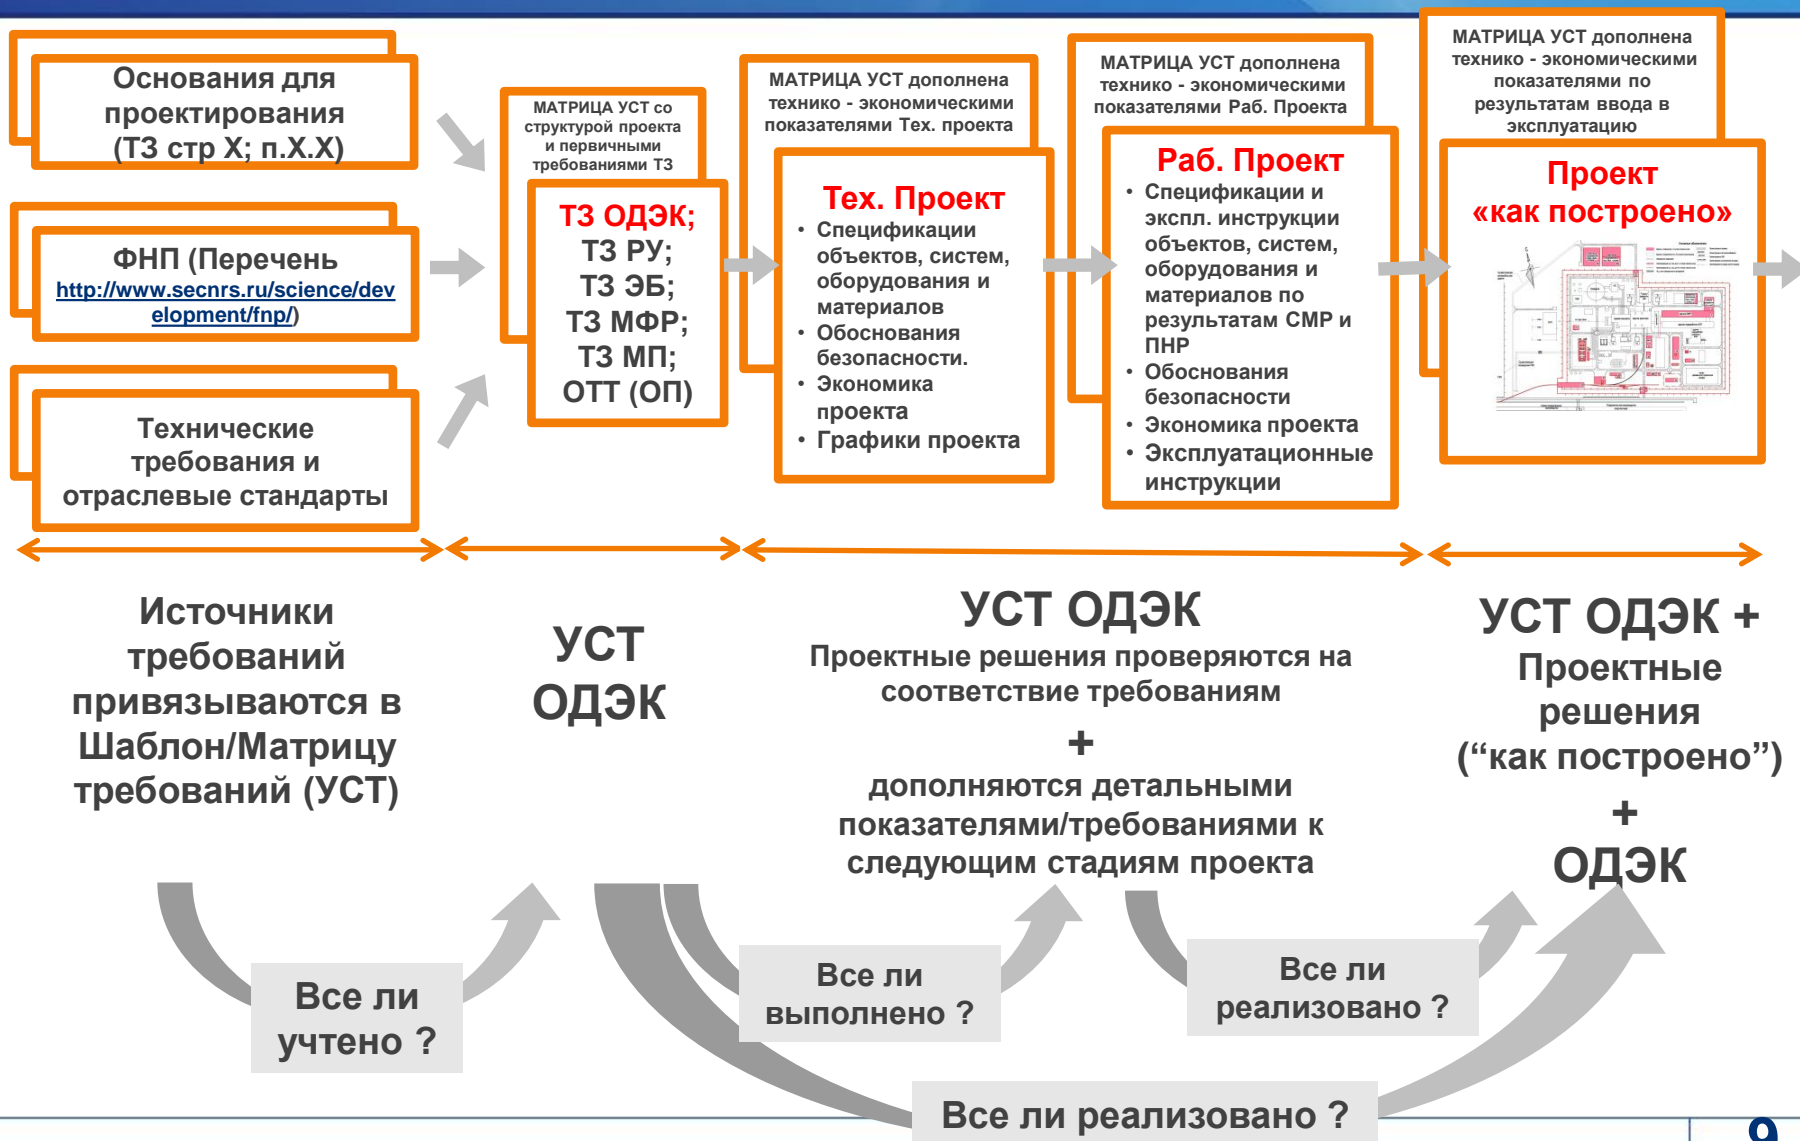 Основания для
проектирования
(ТЗ стр X; п.X.X)
ФНП (Перечень
http://www.secnrs.ru/science/dev
elopment/fnp/)
Технические
требования и
отраслевые стандарты
МАТРИЦА УСТ со
структурой проекта
и первичными
требованиями ТЗ
ТЗ ОДЭК;
ТЗ РУ;
ТЗ ЭБ;
ТЗ МФР;
ТЗ МП;
ОТТ (ОП)
МАТРИЦА УСТ дополнена
технико - экономическими
показателями Тех. проекта
Тех. Проект
• Спецификации
объектов, систем,
оборудования и
материалов
• Обоснования
безопасности.
• Экономика
проекта
• Графики проекта
МАТРИЦА УСТ дополнена
технико - экономическими
показателями Раб. Проекта
Раб. Проект
• Спецификации и
экспл. инструкции
объектов, систем,
оборудования и
материалов по
результатам СМР и
ПНР
• Обоснования
безопасности
• Экономика проекта
• Эксплуатационные
инструкции
МАТРИЦА УСТ дополнена
технико - экономическими
показателями по
результатам ввода в
эксплуатацию
Проект
«как построено»
Источники
требований
привязываются в
Шаблон/Матрицу
требований (УСТ)
УСТ
ОДЭК
УСТ ОДЭК
Проектные решения проверяются на
соответствие требованиям
+
дополняются детальными
показателями/требованиями к
следующим стадиям проекта
УСТ ОДЭК +
Проектные
решения
(“как построено”)
+
ОДЭК
Все ли
учтено ?
Все ли
выполнено ?
Все ли
реализовано ?
Все ли реализовано ?
9